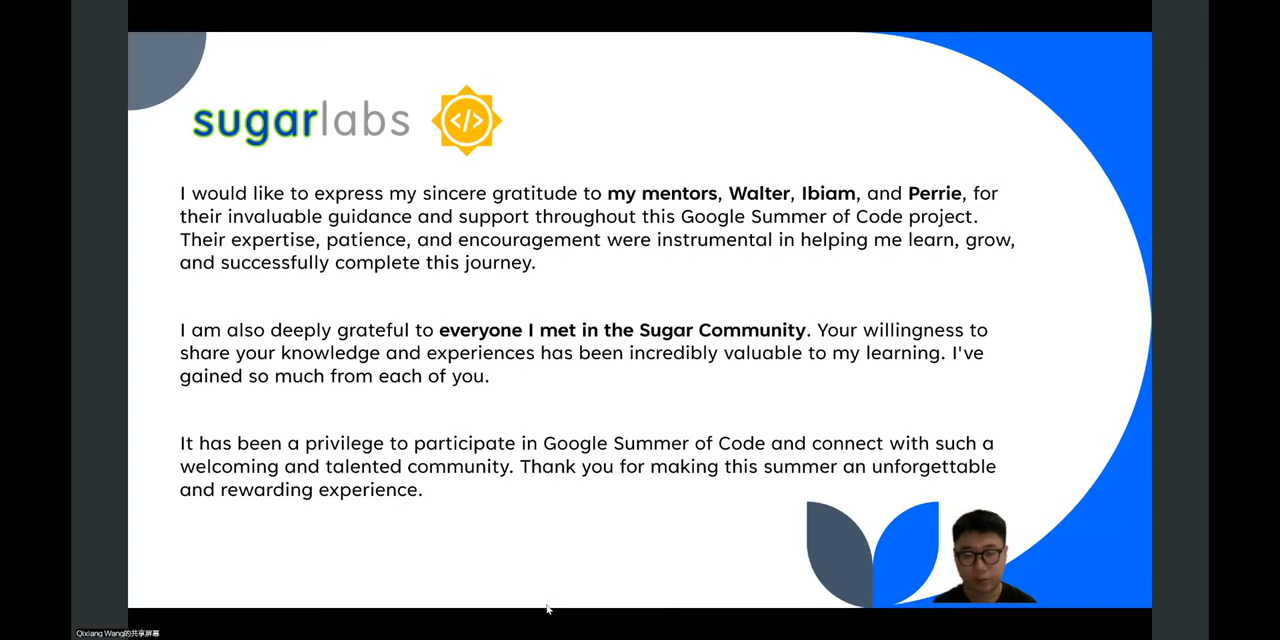 sugarlabs </>
I would like to express my sincere gratitude to my mentors, Walter, Ibiam, and Perrie, for
their invaluable guidance and support throughout this Google Summer of Code project.
Their expertise, patience, and encouragement were instrumental in helping me learn, grow,
and successfully complete this journey.
I am also deeply grateful to everyone I met in the Sugar Community. Your willingness to
share your knowledge and experiences has been incredibly valuable to my learning. I've
gained so much from each of you.
It has been a privilege to participate in Google Summer of Code and connect with such a
welcoming and talented community. Thank you for making this summer an unforgettable
and rewarding experience.
Qixiang Wang的共享屏幕